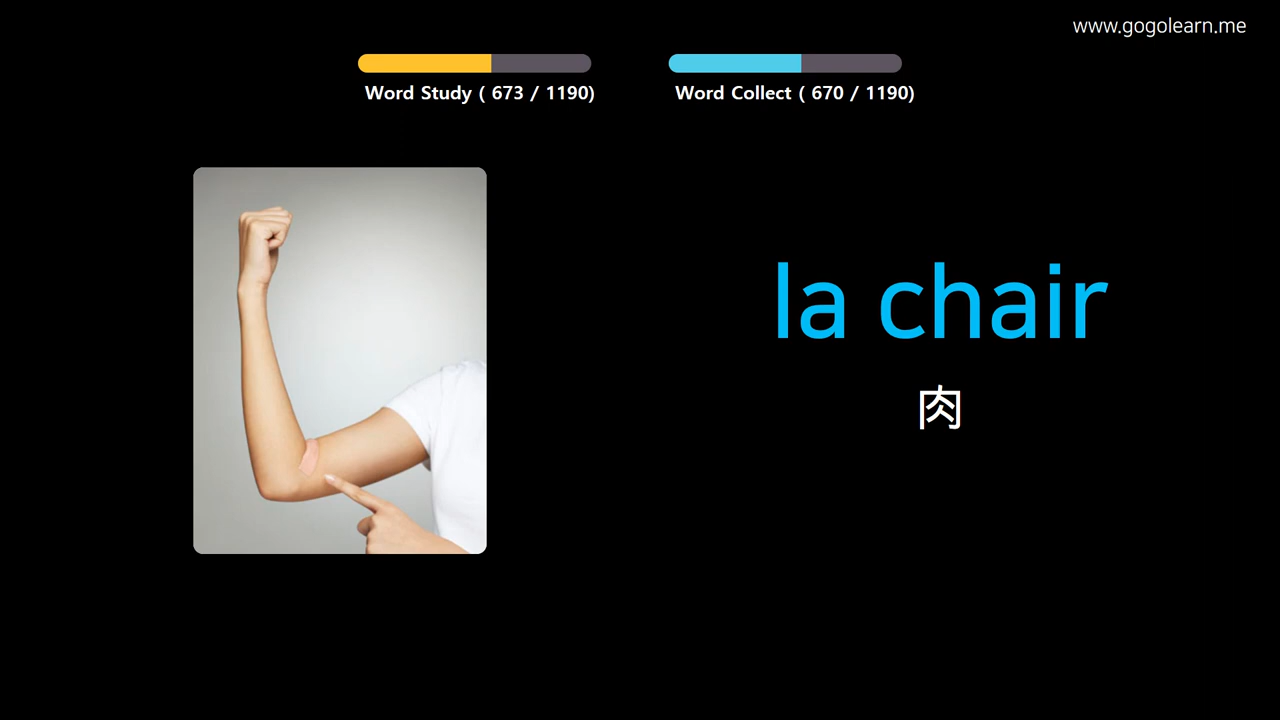 www.gogolearn.me
Word Study ( 673 / 1190)
Word Collect ( 670 / 1190)
la chair
肉